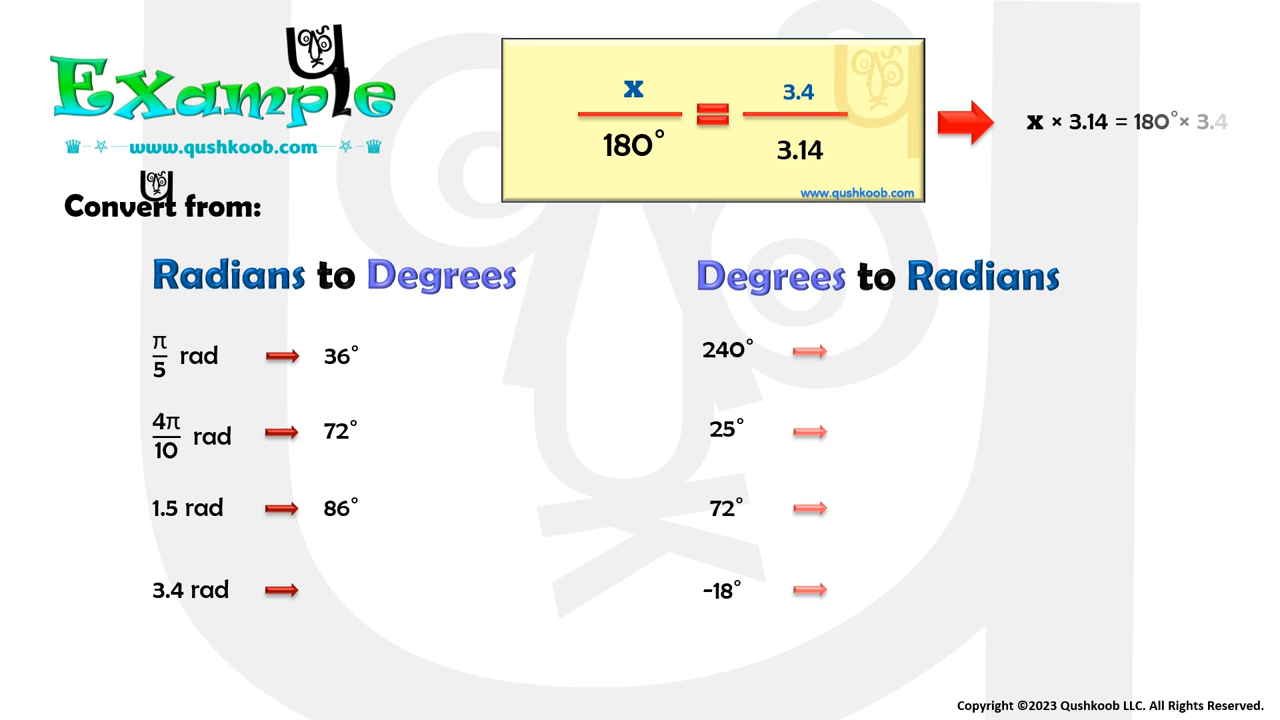 Example
www.qushkoob.com
x
180°
=
3.4
3.14
www.qushkoob.com
x × 3.14 = 180°× 3.4
Convert from:
Radians to Degrees
π
5
rad
36°
4π
10
rad
72°
1.5 rad
86°
3.4 rad
Degrees to Radians
240°
25°
72°
-18°
Copyright ©2023 Qushkoob LLC. All Rights Reserved.